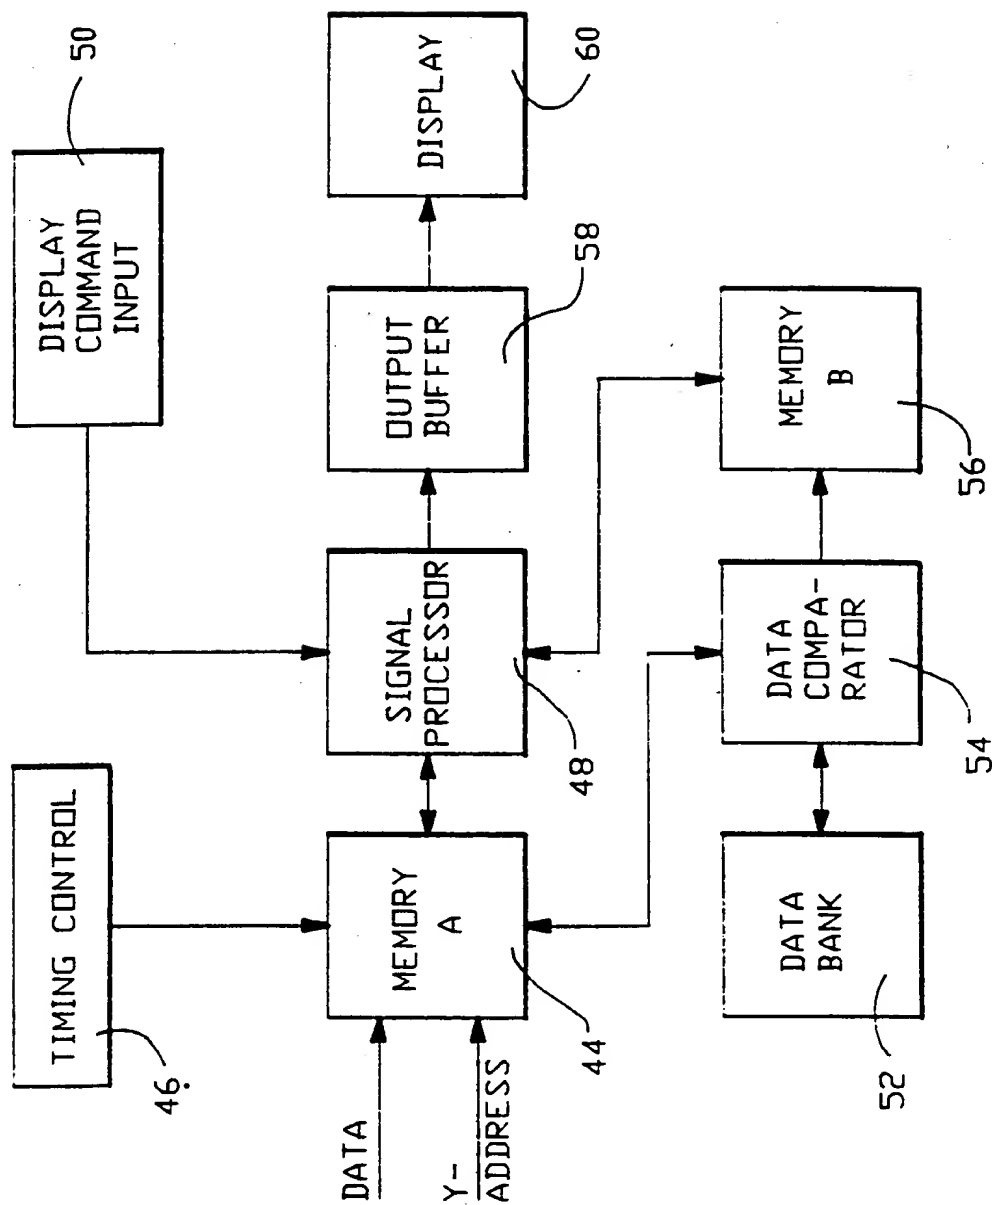 TIMING CONTROL
46
DISPLAY
COMMAND
INPUT
50
DATA
Y-
ADDRESS
MEMORY
A
44
SIGNAL
PROCESSOR
48
OUTPUT
BUFFER
58
DISPLAY
60
DATA
BANK
52
DATA
COMPA-
RATOR
54
MEMORY
B
56